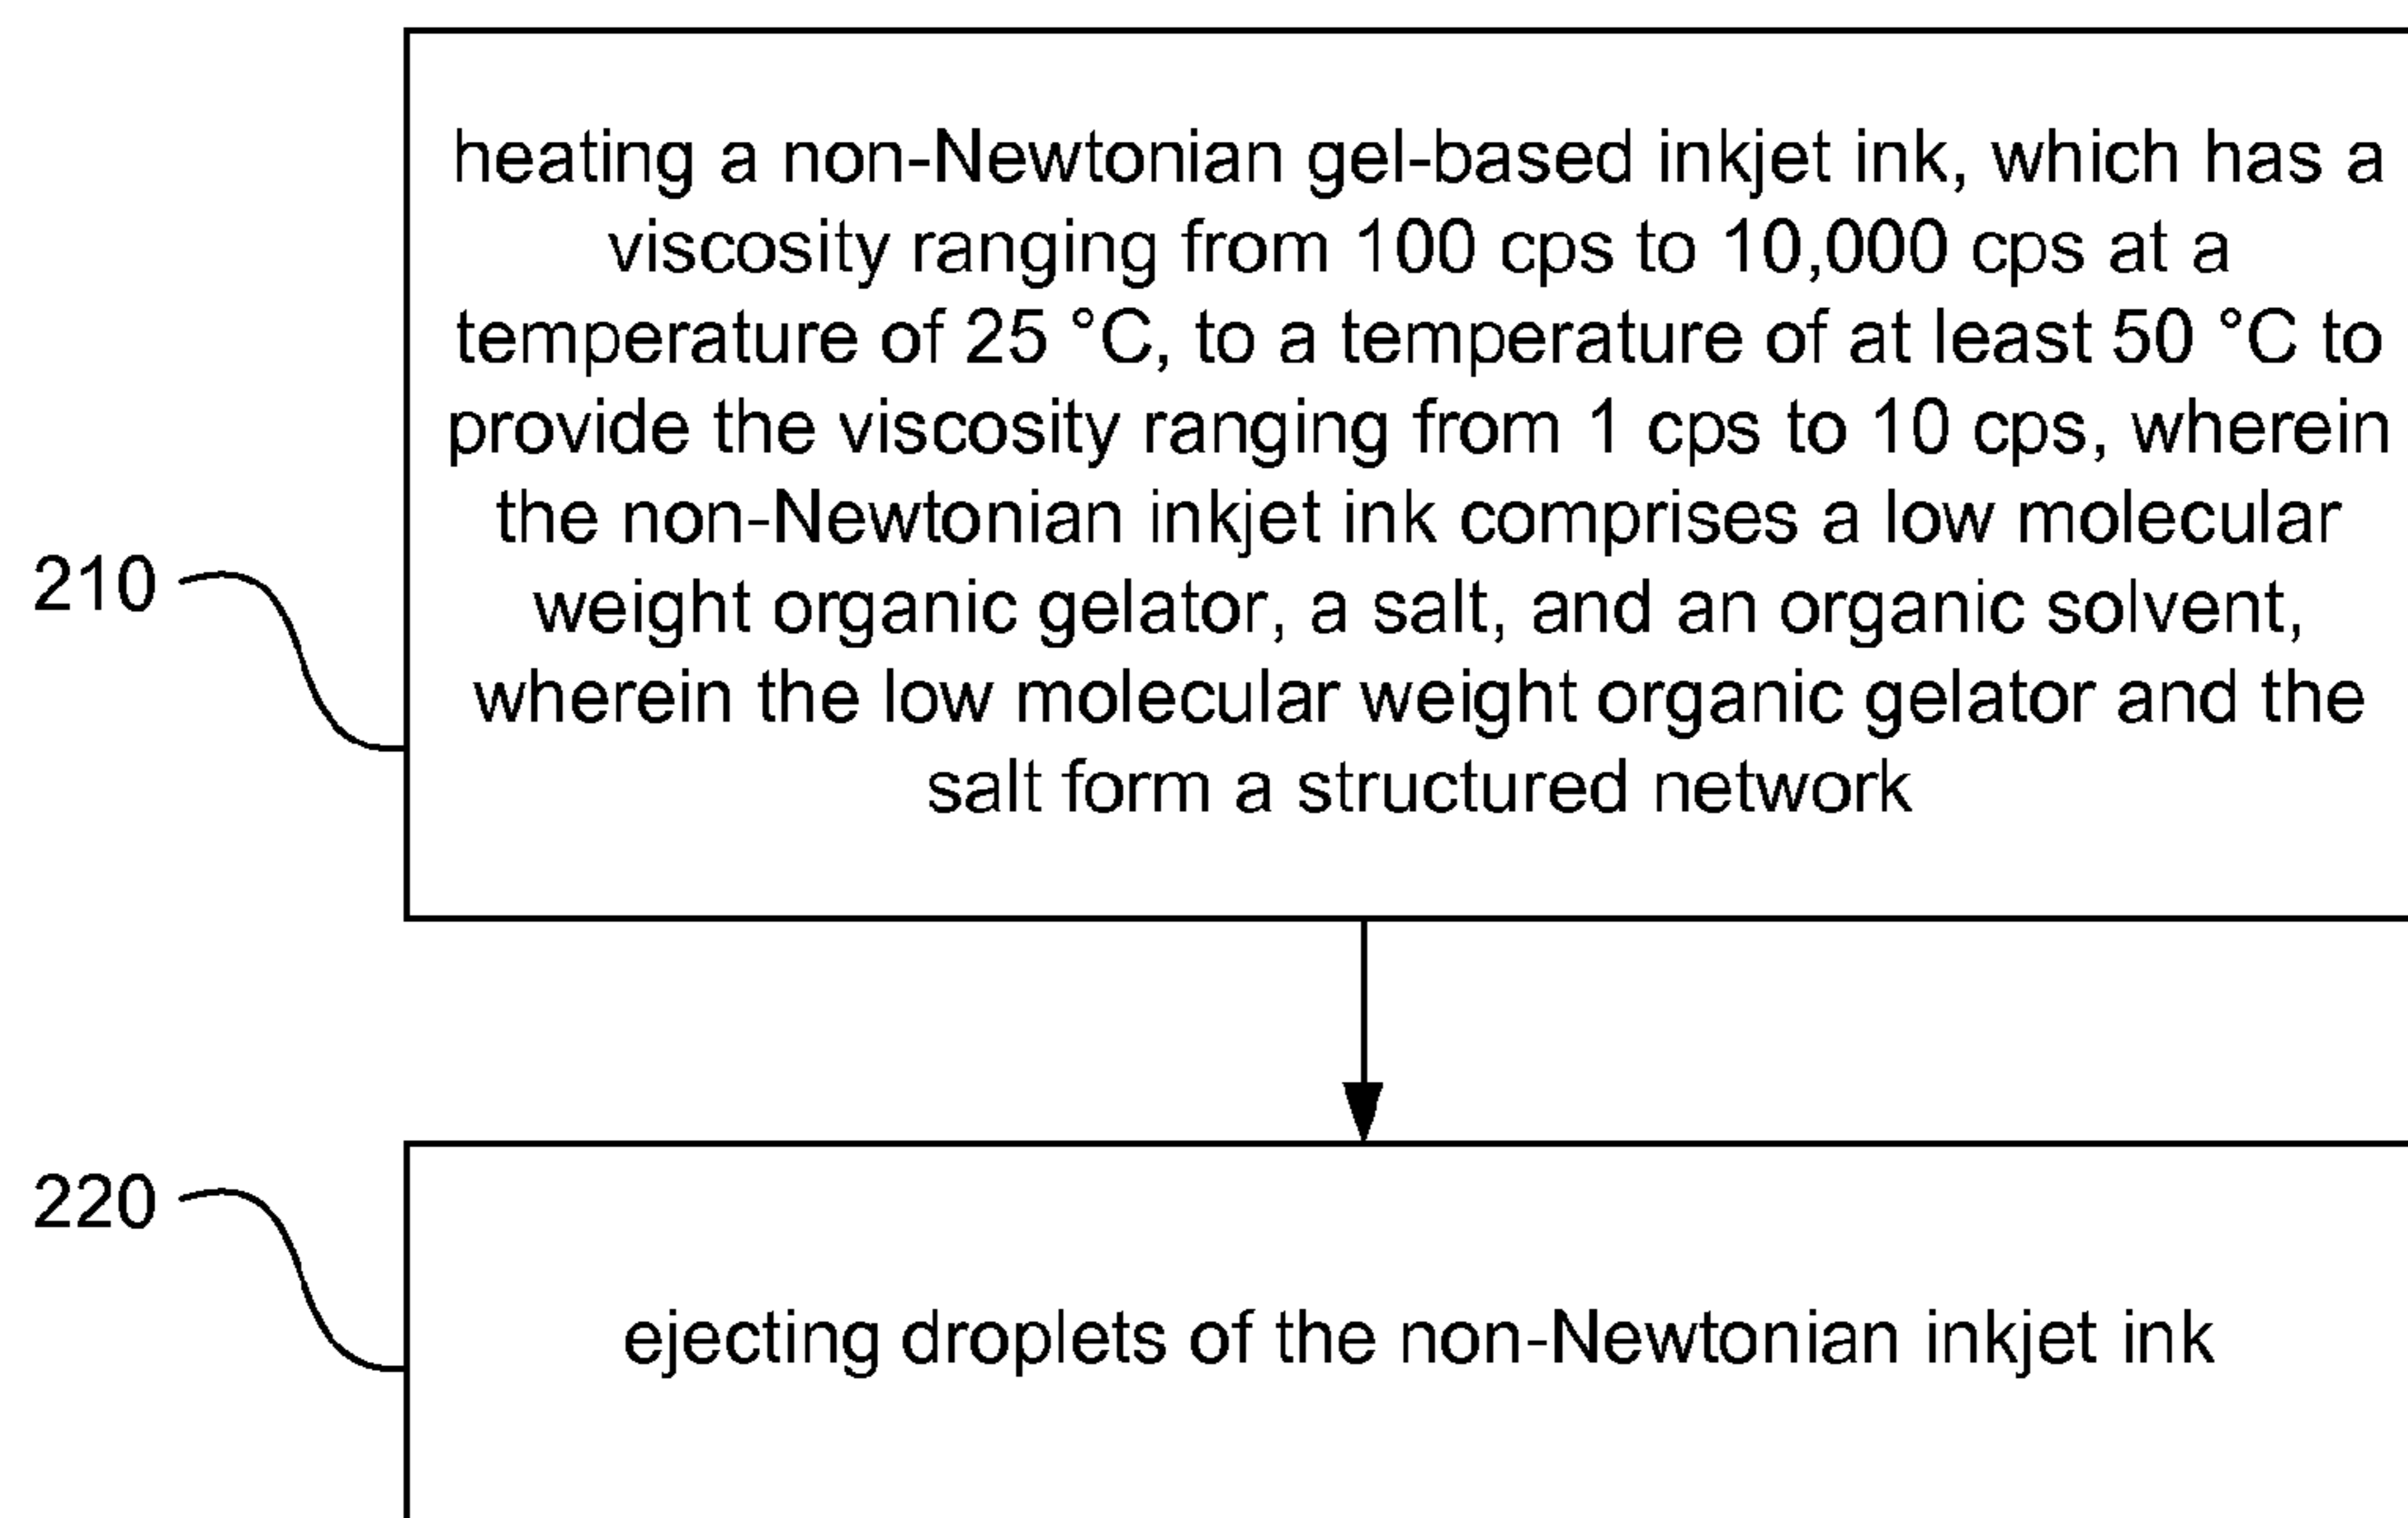 heating a non-Newtonian gel-based inkjet ink, which has a
viscosity ranging from 100 cps to 10,000 cps at a
temperature of 25 °C, to a temperature of at least 50 °C to
provide the viscosity ranging from 1 cps to 10 cps, wherein
the non-Newtonian inkjet ink comprises a low molecular
weight organic gelator, a salt, and an organic solvent,
wherein the low molecular weight organic gelator and the
salt form a structured network
210
220
ejecting droplets of the non-Newtonian inkjet ink